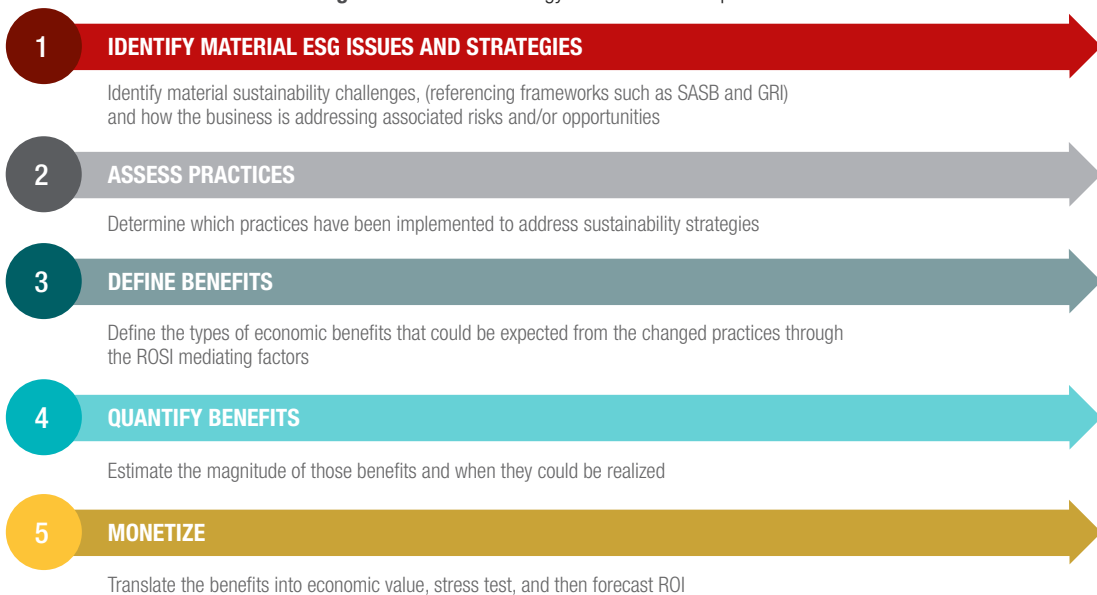 1
IDENTIFY MATERIAL ESG ISSUES AND STRATEGIES
Identify material sustainability challenges, (referencing frameworks such as SASB and GRI)
and how the business is addressing associated risks and/or opportunities
2
ASSESS PRACTICES
Determine which practices have been implemented to address sustainability strategies
3
DEFINE BENEFITS
Define the types of economic benefits that could be expected from the changed practices through
the ROSI mediating factors
4
QUANTIFY BENEFITS
Estimate the magnitude of those benefits and when they could be realized
5
MONETIZE
Translate the benefits into economic value, stress test, and then forecast ROI